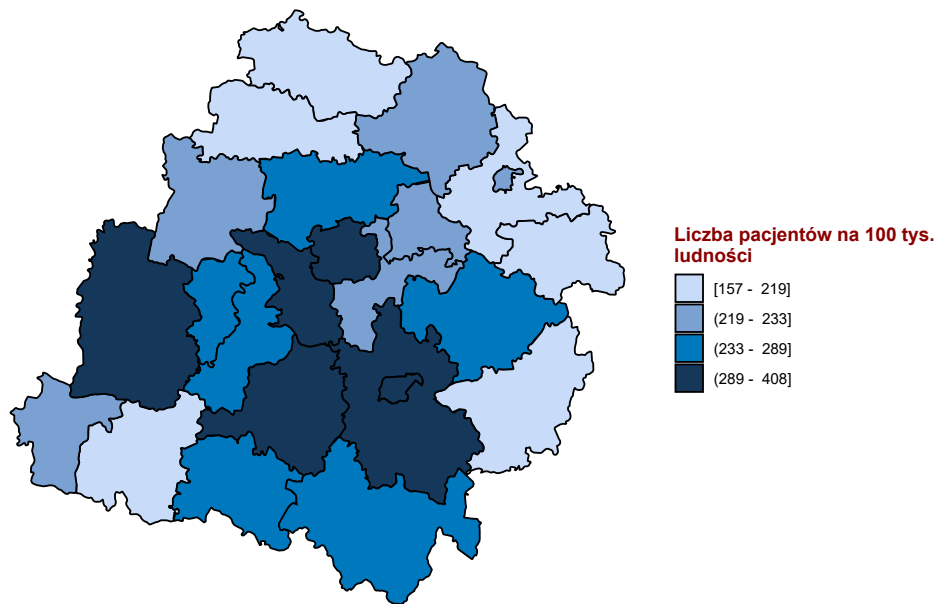 Liczba pacjentów na 100 tys.
ludności
[157 - 219]
(219 - 233]
(233 - 289]
(289 - 408]